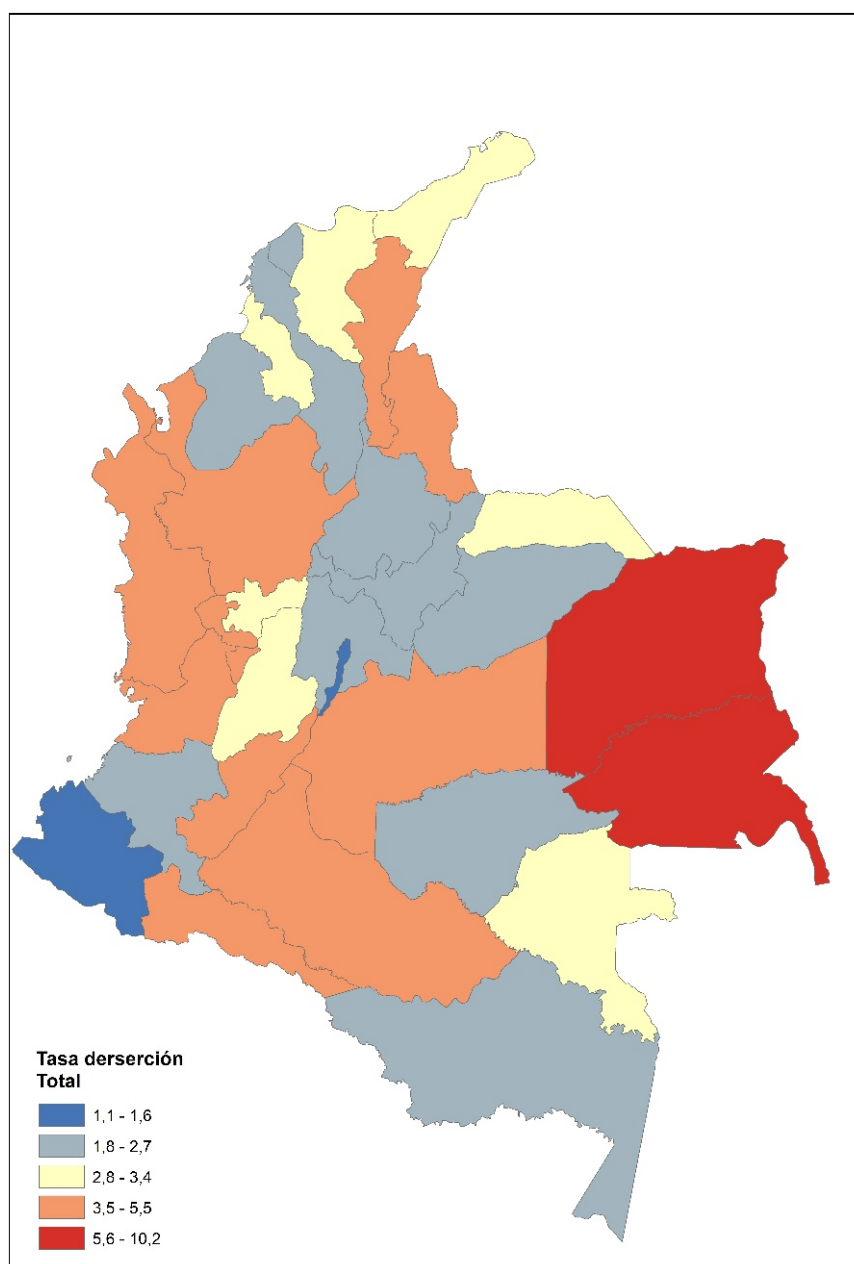 Tasa derserción
Total
1,1 - 1,6
1,8 - 2,7
2,8 - 3,4
3,5 - 5,5
5,6 - 10,2